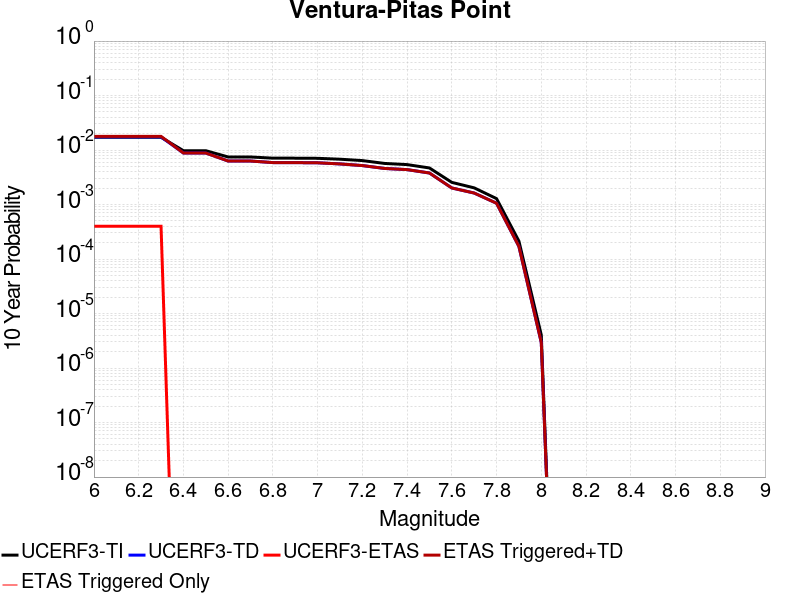 Ventura-Pitas Point
10 Year Probability
10^0
10^-1
10^-2
10^-3
10^-4
10^-5
10^-6
10^-7
10^-8
6 6.2 6.4 6.6 6.8 7 7.2 7.4 7.6 7.8 8 8.2 8.4 8.6 8.8 9
Magnitude
UCERF3-TI UCERF3-TD UCERF3-ETAS ETAS Triggered+TD
ETAS Triggered Only